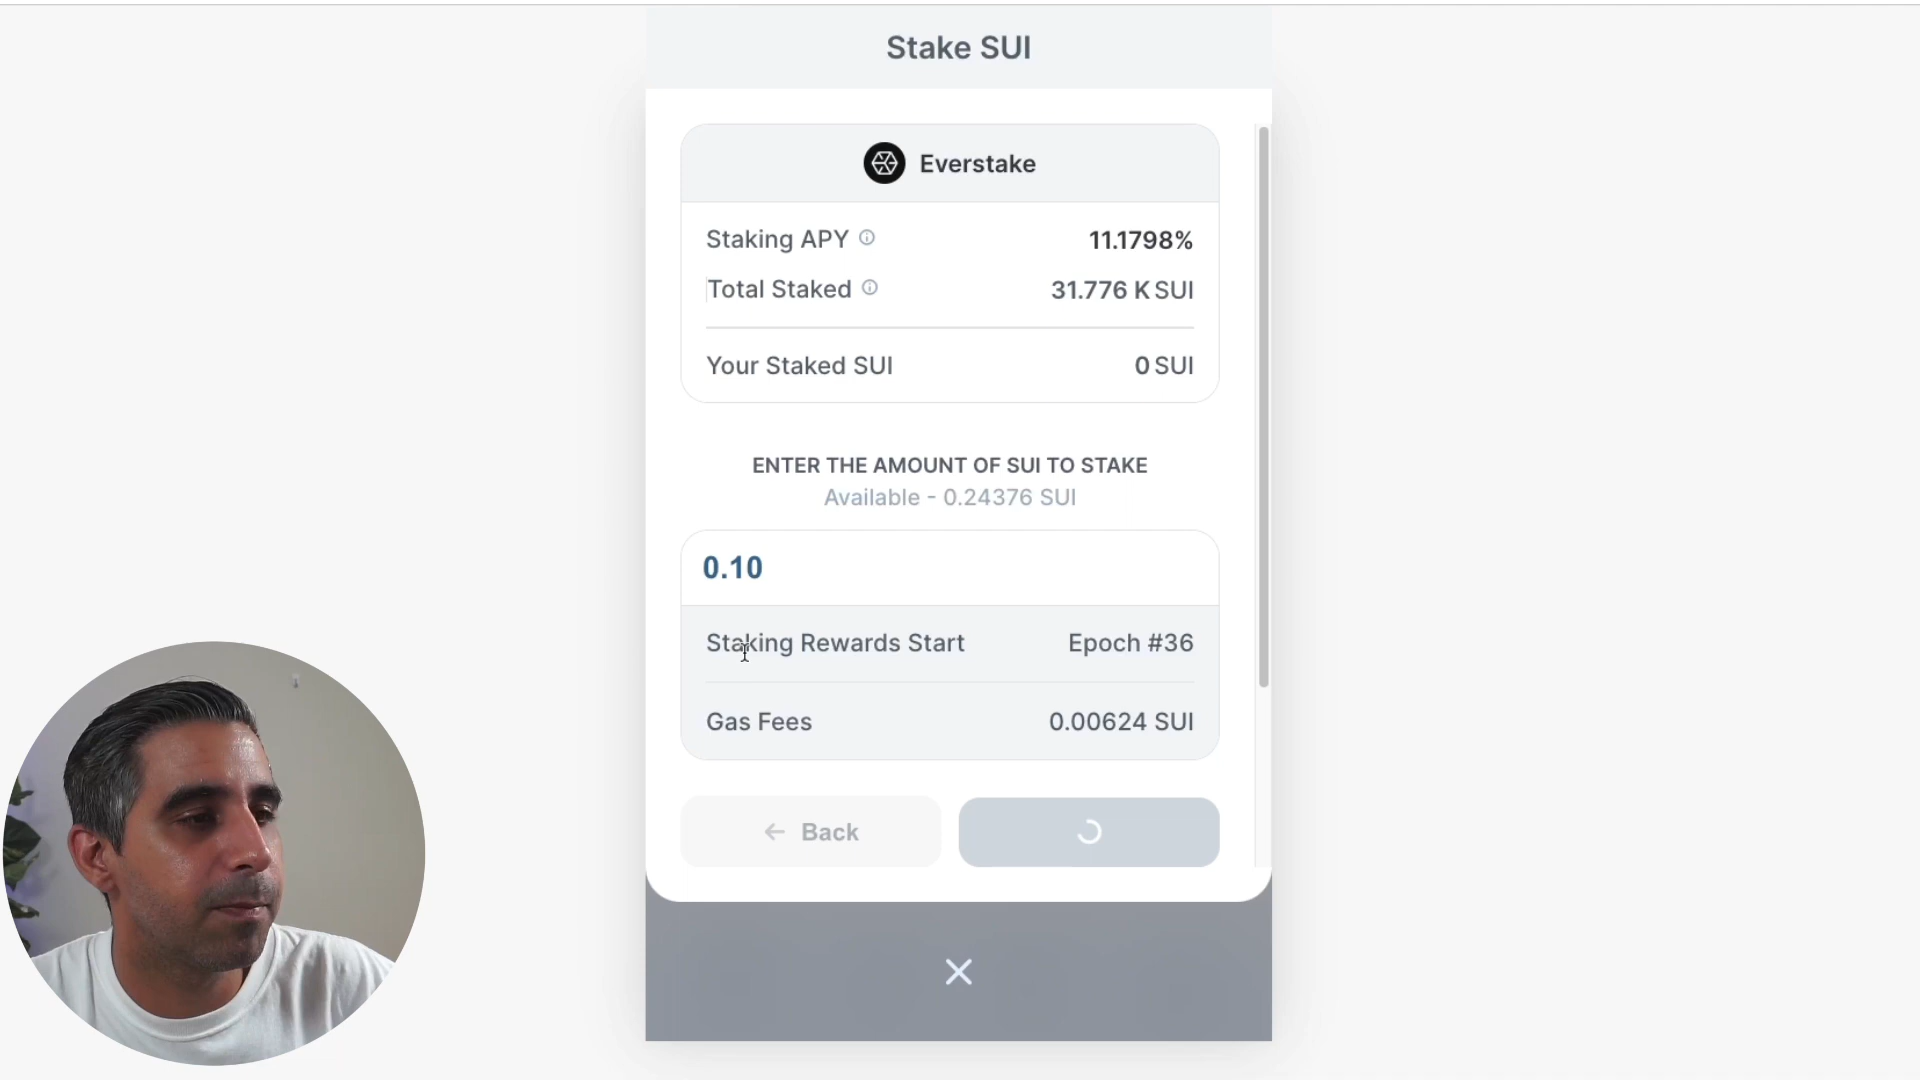 Stake SUI
Everstake
Staking APY 11.1798%
Total Staked 31.776 K SUI
Your Staked SUI 0 SUI
ENTER THE AMOUNT OF SUI TO STAKE
Available - 0.24376 SUI
0.10
Staking Rewards Start Epoch #36
Gas Fees 0.00624 SUI
Back